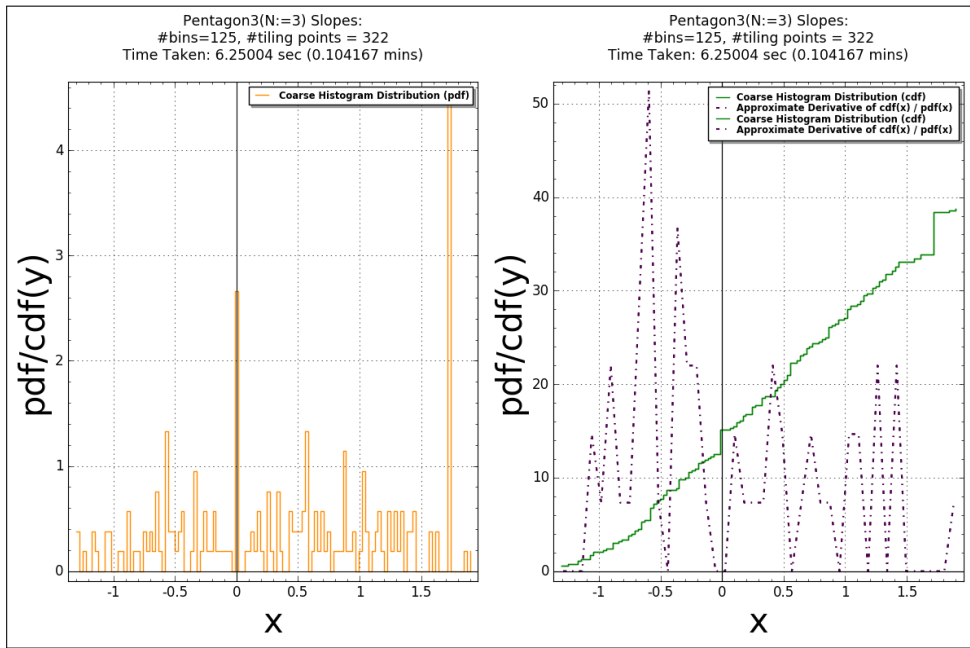 Pentagon3(N:=3) Slopes:
#bins=125, #tiling points = 322
Time Taken: 6.25004 sec (0.104167 mins)
Coarse Histogram Distribution (pdf)
4
3
2
1
0
-1
-0.5
0
0.5
1
1.5
x
pdf/cdf(y)
Pentagon3(N:=3) Slopes:
#bins=125, #tiling points = 322
Time Taken: 6.25004 sec (0.104167 mins)
Coarse Histogram Distribution (cdf)
Approximate Derivative of cdf(x) / pdf(x)
Coarse Histogram Distribution (cdf)
Approximate Derivative of cdf(x) / pdf(x)
50
40
30
20
10
0
-1
-0.5
0
0.5
1
1.5
x
pdf/cdf(y)